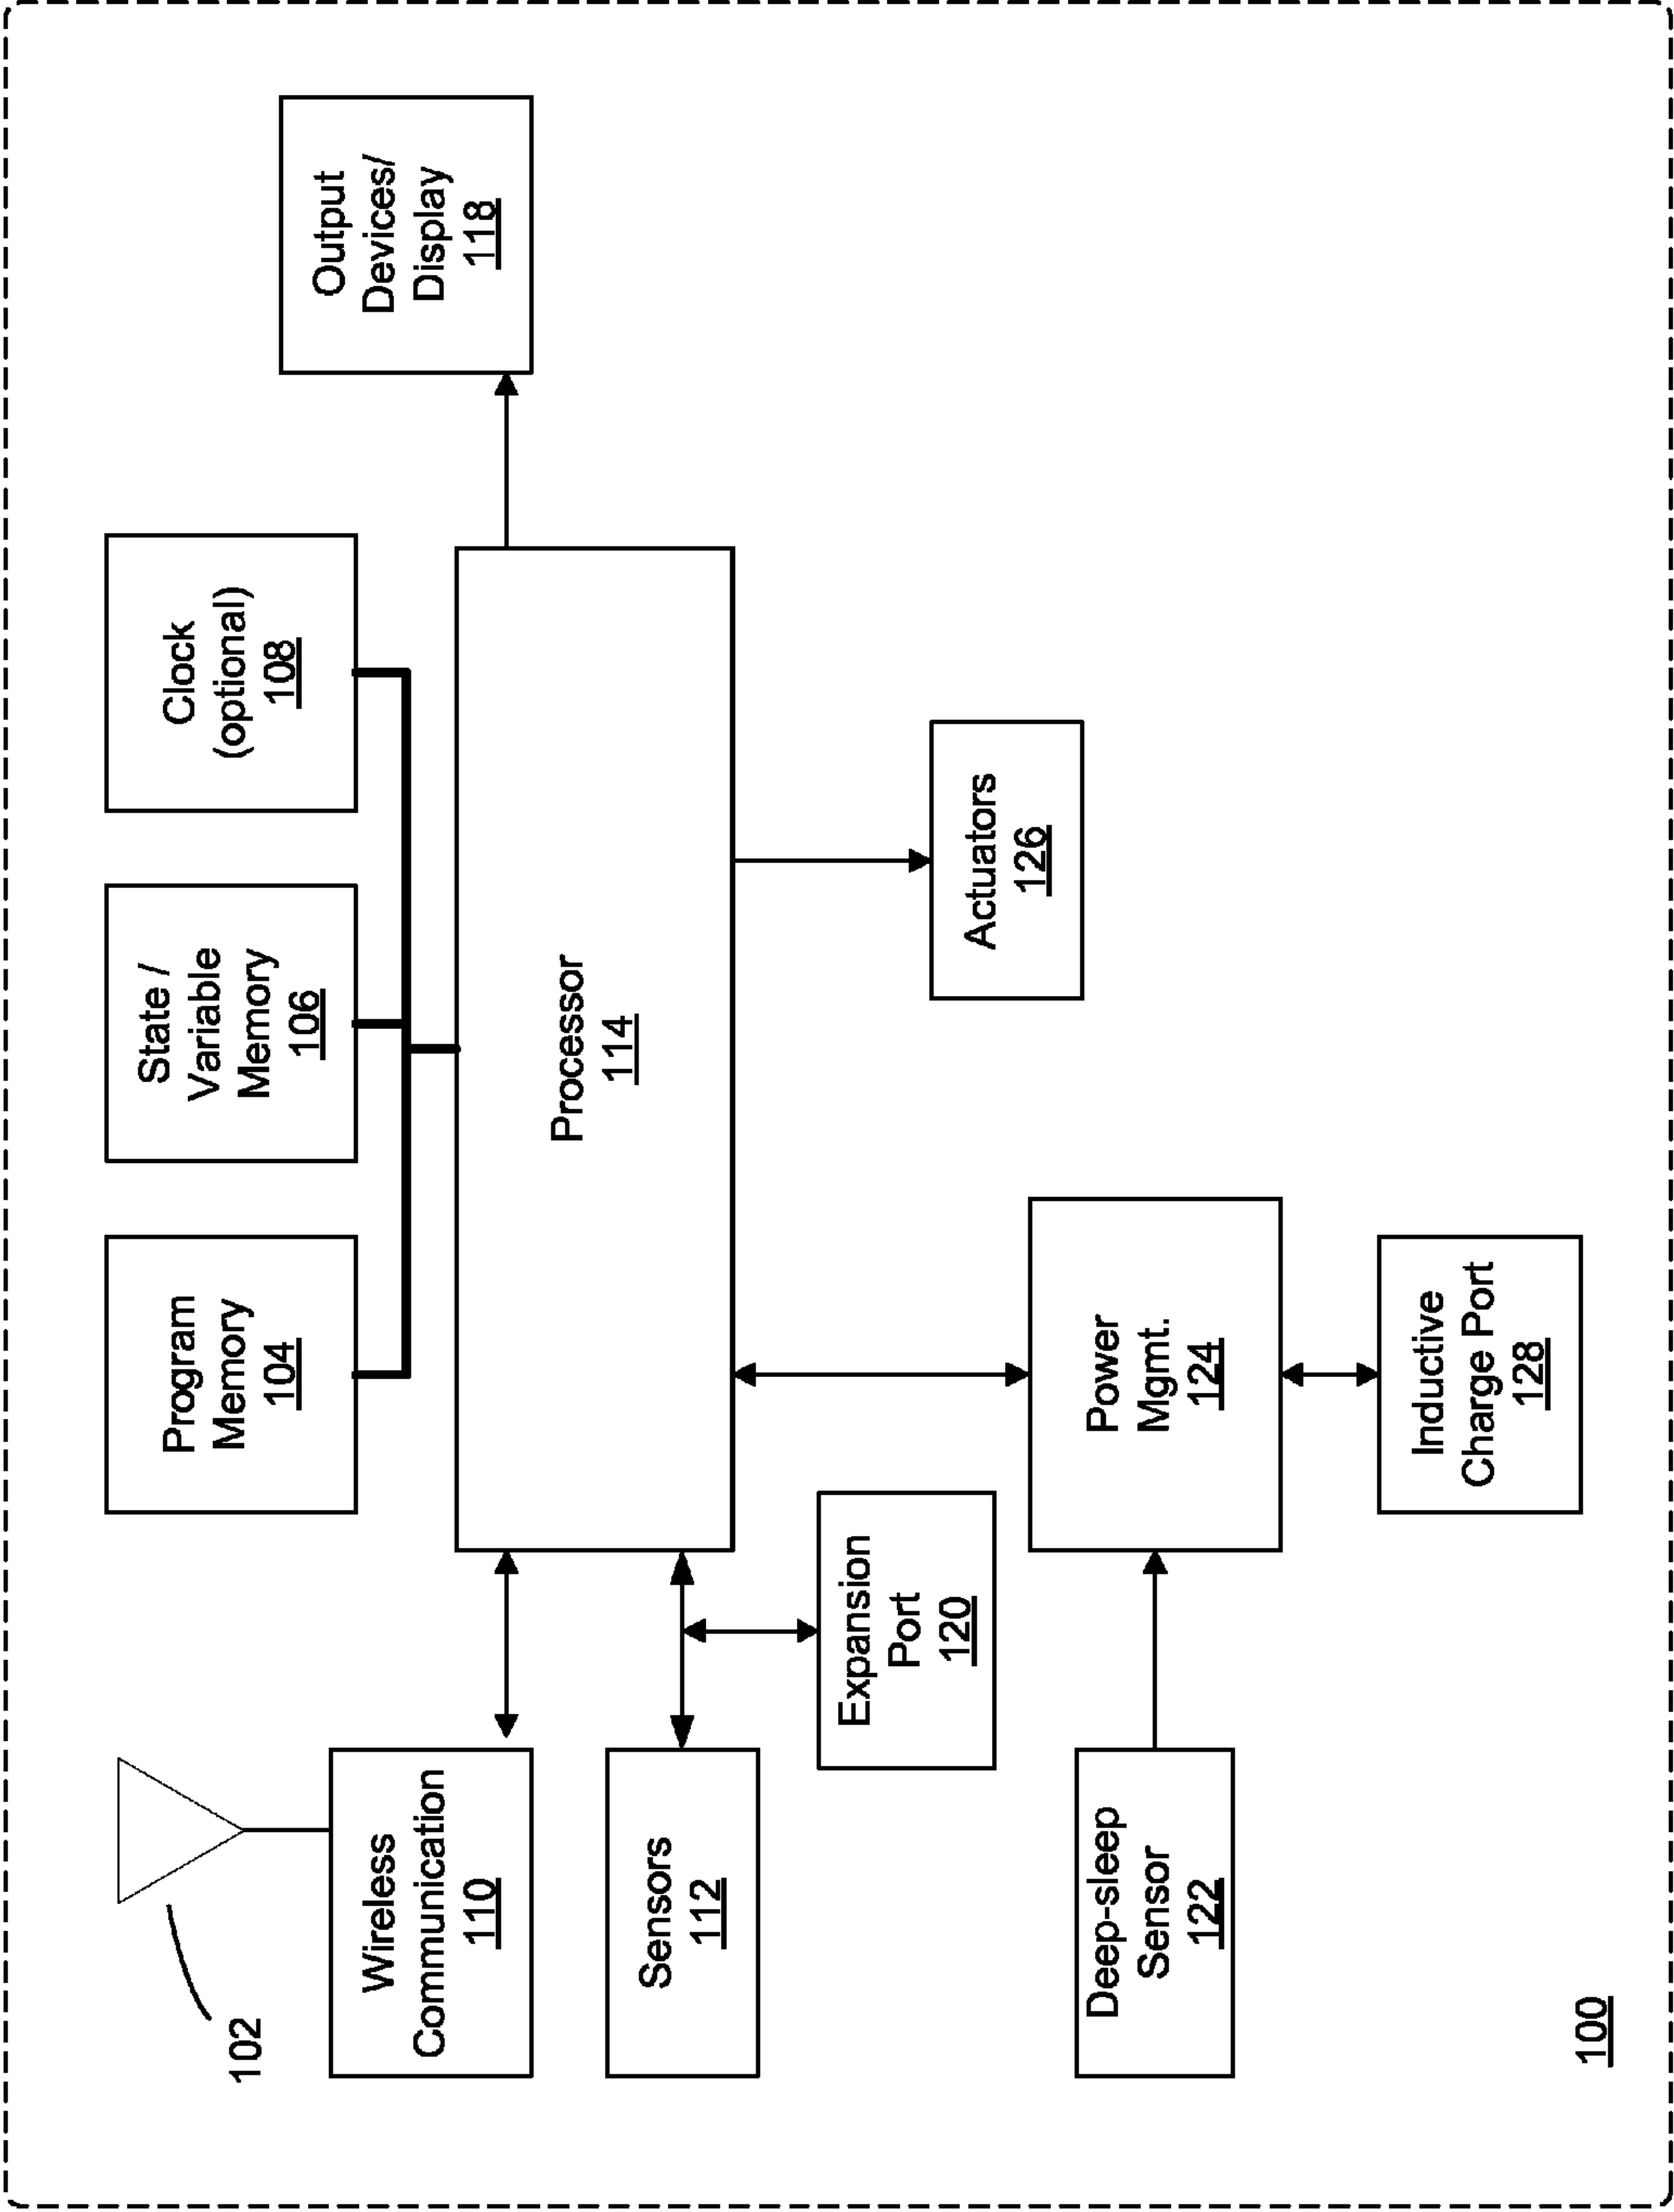 102
Wireless
Communication
110
Program
Memory
104
State /
Variable
Memory
106
Clock
(optional)
108
Output
Devices/
Display
118
Sensors
112
Processor
114
Expansion
Port
120
Actuators
126
Deep-sleep
Sensor
122
Power
Mgmt.
124
Inductive
Charge Port
128
100